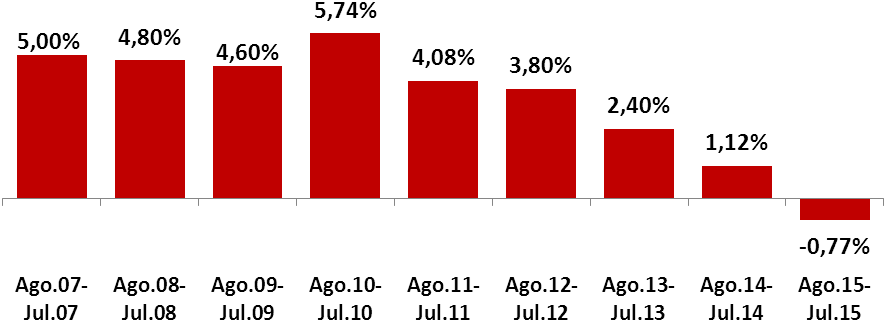 5,00%
4,80%
4,60%
5,74%
4,08%
3,80%
2,40%
1,12%
-0,77%
Ago.07-
Jul.07
Ago.08-
Jul.08
Ago.09-
Jul.09
Ago.10-
Jul.10
Ago.11-
Jul.11
Ago.12-
Jul.12
Ago.13-
Jul.13
Ago.14-
Jul.14
Ago.15-
Jul.15